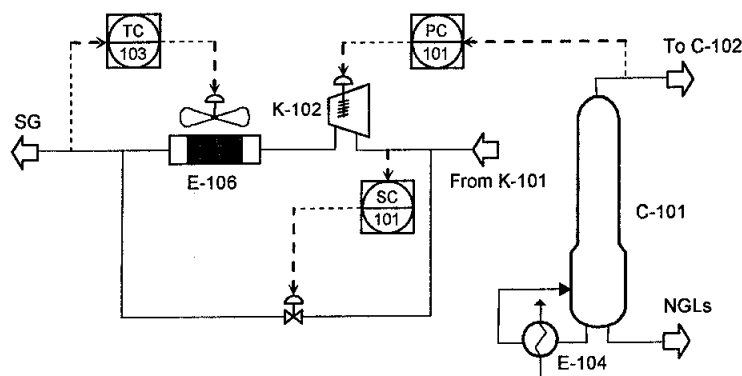 TC
103
PC
101
To C-102
K-102
SG
E-106
From K-101
SC
101
C-101
NGLs
E-104